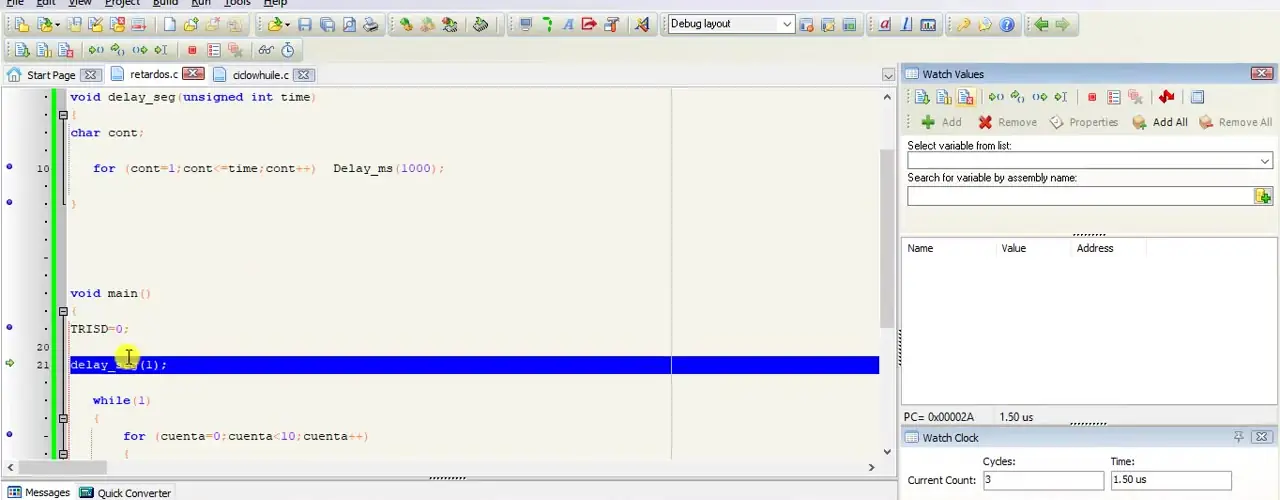 File Edit View Project Build Run Tools Help
Debug layout
Start Page retardos.c ciclowhuile.c
void delay_seg(unsigned int time)
{
char cont;
10 for (cont=1;cont<=time;cont++) Delay_ms(1000);
}
void main()
{
TRISD=0;
20
21 delay_seg(1);
while(1)
{
for (cuenta=0;cuenta<10;cuenta++)
{
Messages Quick Converter
Watch Values
Add Remove Properties Add All Remove All
Select variable from list:
Search for variable by assembly name:
Name Value Address
PC= 0x00002A 1.50 us
Watch Clock
Cycles: Time:
Current Count: 3 1.50 us